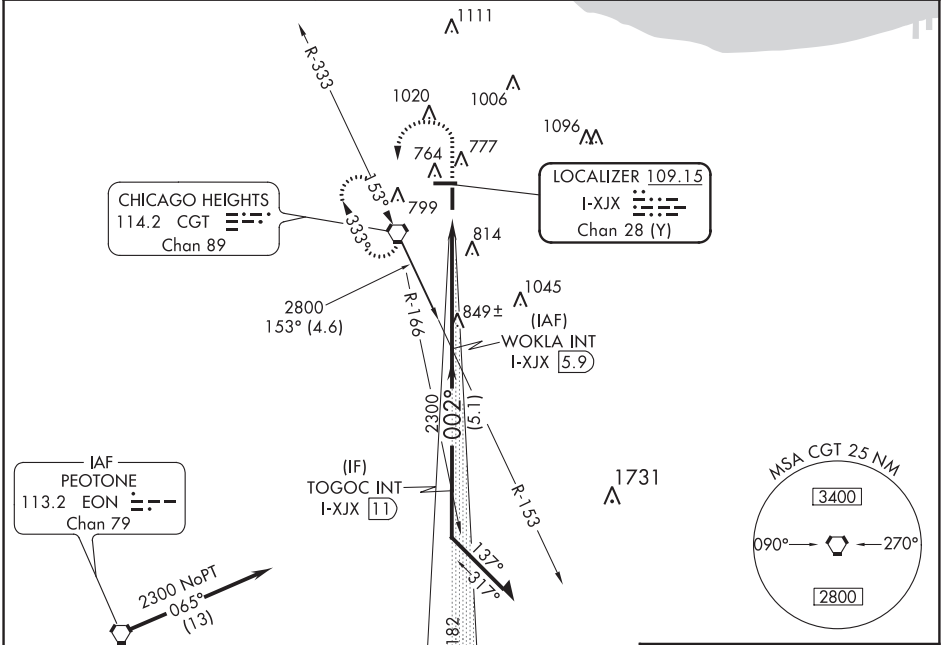 1111
R-333
1020
1006
1096
764
777
153°
799
333°
CHICAGO HEIGHTS
114.2 CGT
Chan 89
LOCALIZER 109.15
I-XJX
Chan 28 (Y)
814
2800
153° (4.6)
R-166
1045
849±
(IAF)
WOKLA INT
I-XJX 5.9
2300
002°
(5.1)
(IF)
TOGOC INT
I-XJX 11
R-153
1731
IAF
PEOTONE
113.2 EON
Chan 79
2300 NoPT
065°
(13)
137°
317°
182
MSA CGT 25 NM
3400
090°
270°
2800